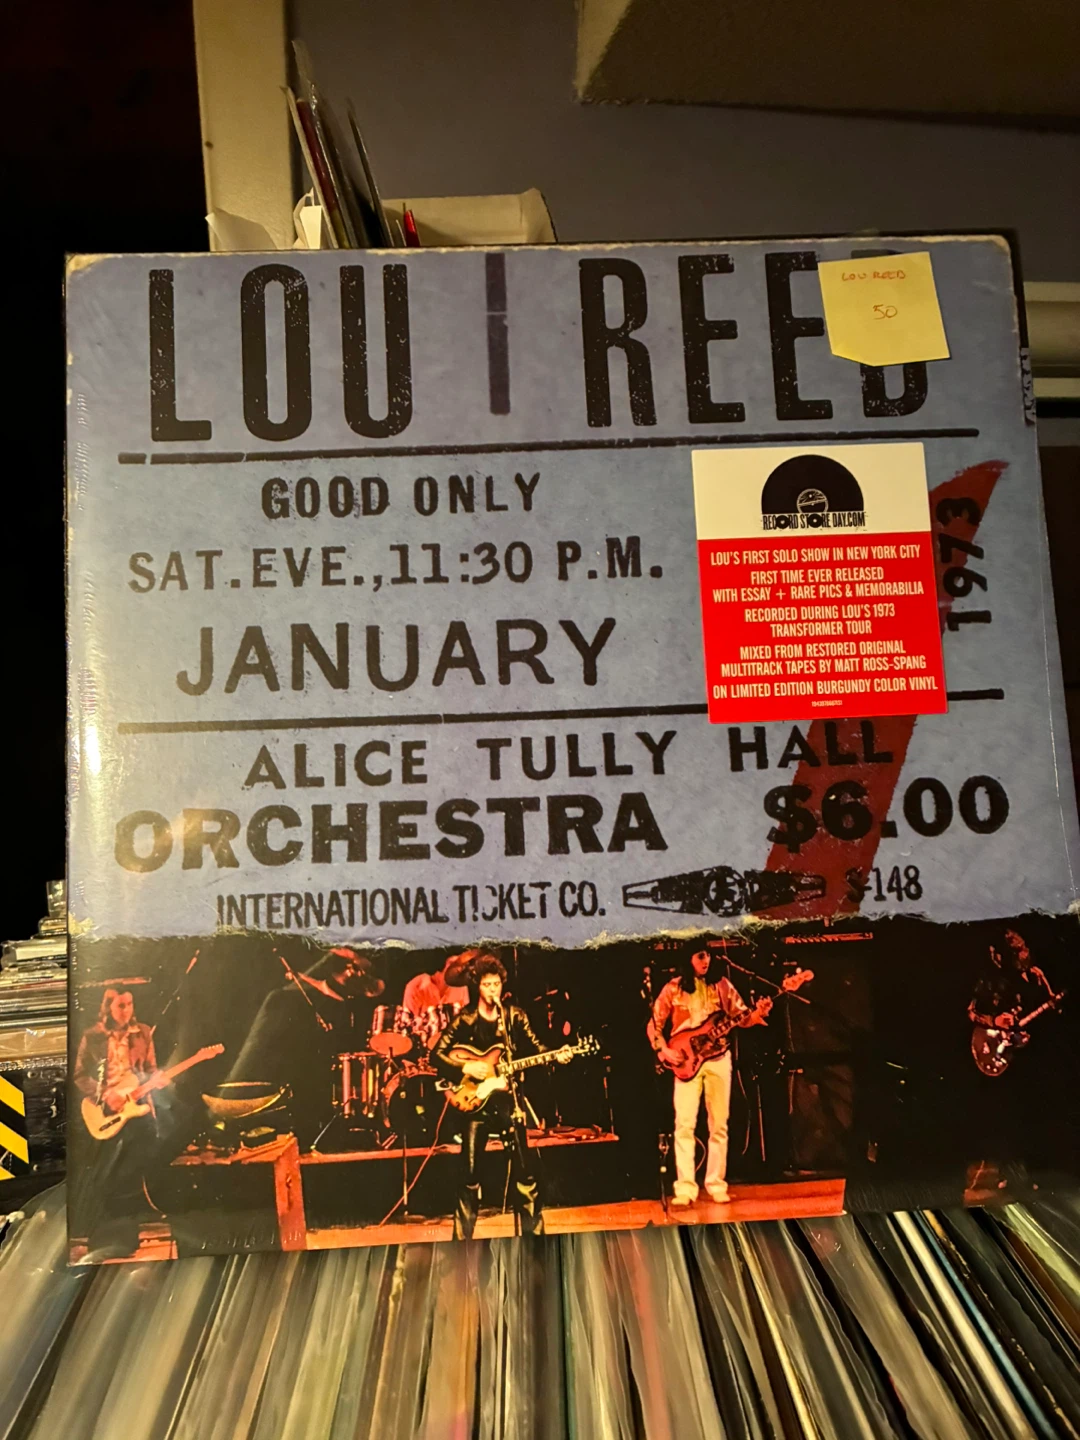 LOU REED
LOU REED
50
GOOD ONLY
SAT. EVE., 11:30 P.M.
JANUARY
1973
RECORD STORE DAY.COM
LOU'S FIRST SOLO SHOW IN NEW YORK CITY
FIRST TIME EVER RELEASED
WITH ESSAY + RARE PICS & MEMORABILIA
RECORDED DURING LOU'S 1973
TRANSFORMER TOUR
MIXED FROM RESTORED ORIGINAL
MULTITRACK TAPES BY MATT ROSS-SPANG
ON LIMITED EDITION BURGUNDY COLOR VINYL
ALICE TULLY HALL
ORCHESTRA $6.00
INTERNATIONAL TICKET CO.
148